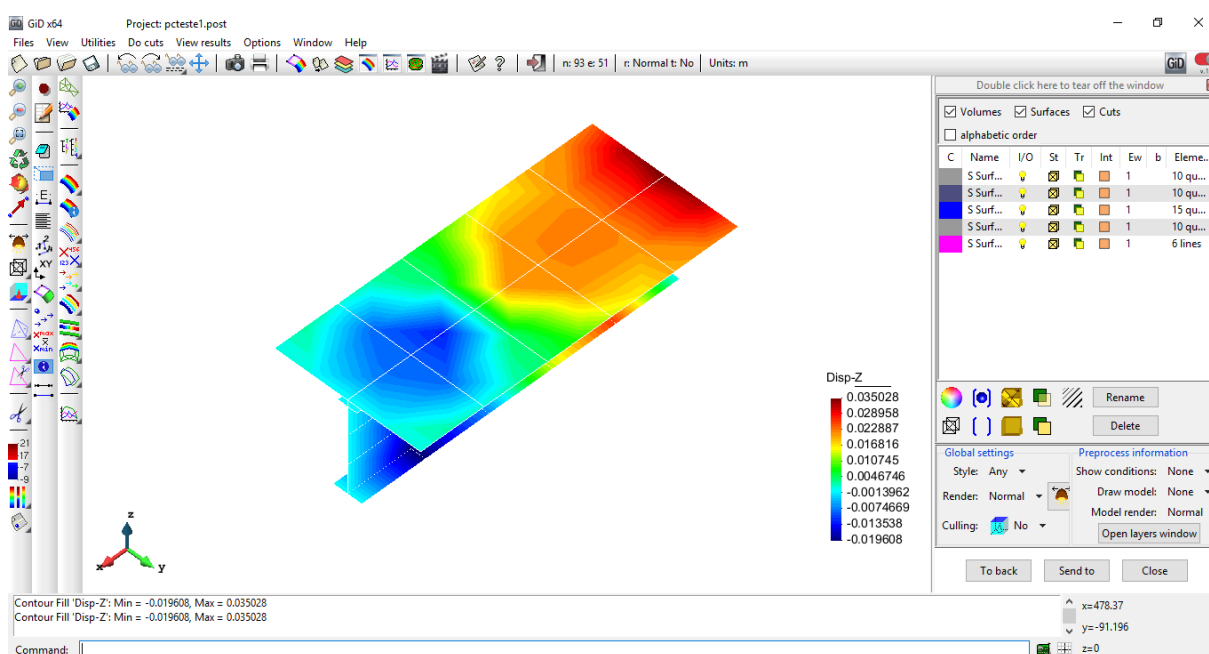 GiD x64 Project: pcteste1.post
Files View Utilities Do cuts View results Options Window Help
n: 93 e: 51 r: Normal t: No Units: m
GiD
Double click here to tear off the window
Volumes Surfaces Cuts
alphabetic order
C Name I/O St Tr Int Ew b Eleme...
S Surf... 1 10 qu...
S Surf... 1 10 qu...
S Surf... 1 15 qu...
S Surf... 1 10 qu...
S Surf... 1 6 lines
Rename
Delete
Global settings
Style: Any
Render: Normal
Culling: No
Preprocess information
Show conditions: None
Draw model: None
Model render: Normal
Open layers window
To back Send to Close
Disp-Z
0.035028
0.028958
0.022887
0.016816
0.010745
0.0046746
-0.0013962
-0.0074669
-0.013538
-0.019608
z
x
y
Contour Fill 'Disp-Z': Min = -0.019608, Max = 0.035028
Contour Fill 'Disp-Z': Min = -0.019608, Max = 0.035028
Command:
x=478.37
y=-91.196
z=0